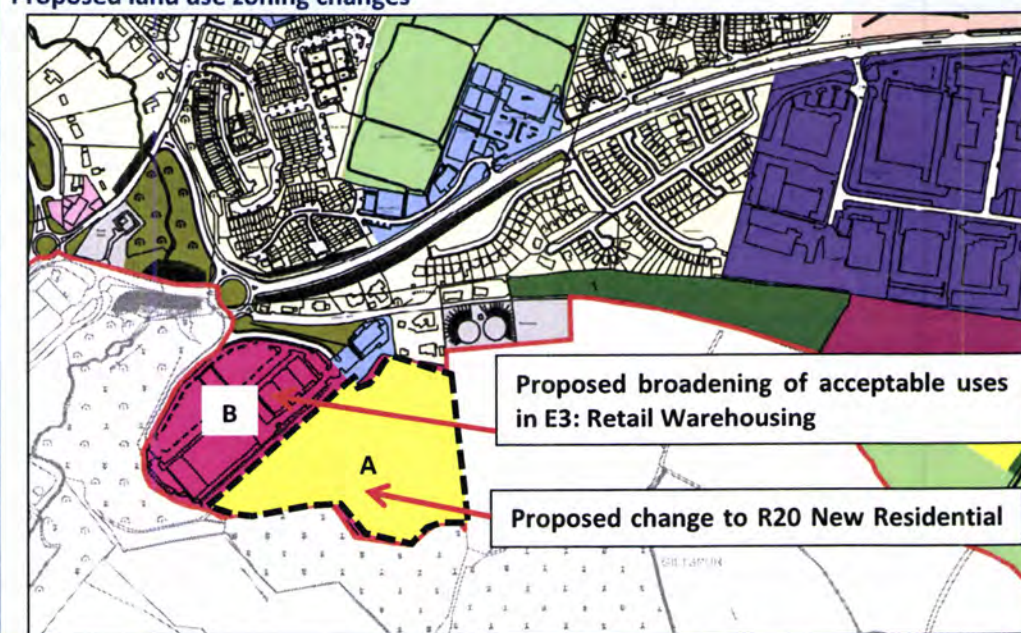 Proposed land use zoning changes
B
A
Proposed broadening of acceptable uses
in E3: Retail Warehousing
Proposed change to R20 New Residential